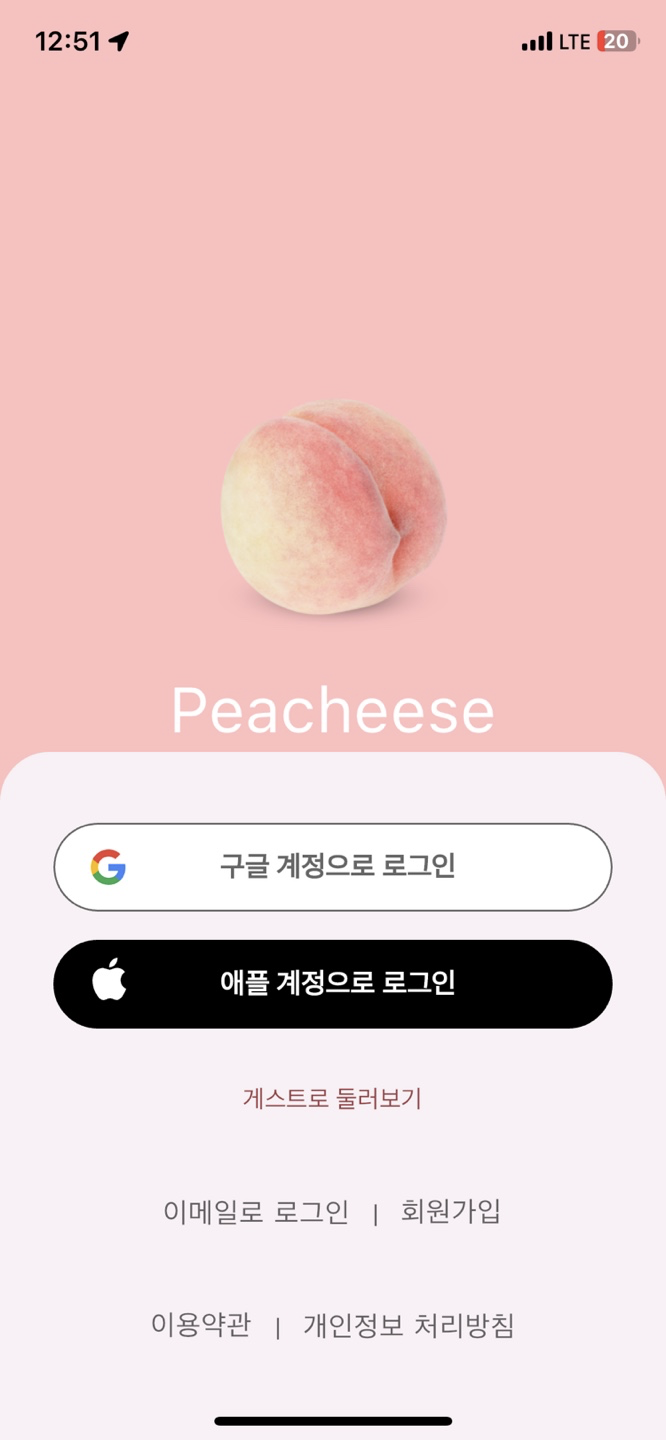 12:51 LTE 20
Peacheese
구글 계정으로 로그인
애플 계정으로 로그인
게스트로 둘러보기
이메일로 로그인 | 회원가입
이용약관 | 개인정보 처리방침